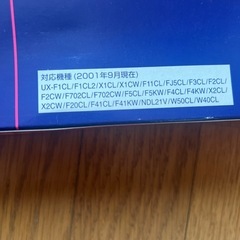 対応機種(2001年9月現在)
UX-F1CL/F1CL2/X1CL/X1CW/F11CL/FJ5CL/F3CL/F2CL/
F2CW/F702CL/F702CW/F5CL/F5KW/F4CL/F4KW/X2CL/
X2CW/F20CL/F41CL/F41KW/NDL21V/W50CL/W40CL